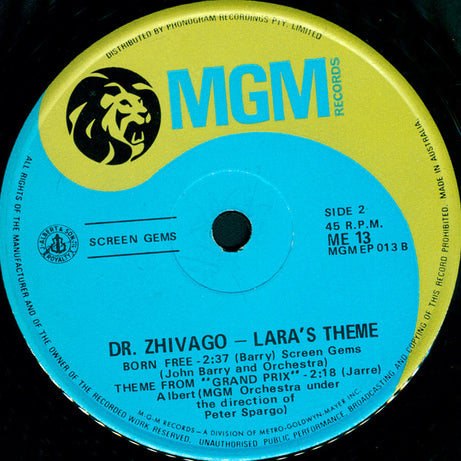 DISTRIBUTED BY PHONOGRAM RECORDINGS PTY. LIMITED
MGM
RECORDS
ALBERT & SONS
ROYALTY
SCREEN GEMS
SIDE 2
45 R.P.M.
ME 13
MGM EP 013 B
DR. ZHIVAGO — LARA'S THEME
BORN FREE - 2:37 (Barry) Screen Gems
(John Barry and Orchestra)
THEME FROM "GRAND PRIX" - 2:18 (Jarre)
Albert (MGM Orchestra under
the direction of
Peter Spargo)
M-G-M RECORDS – A DIVISION OF METRO-GOLDWYN-MAYER INC.
ALL RIGHTS OF THE MANUFACTURER AND OF THE OWNER OF THE RECORDED WORK RESERVED. UNAUTHORISED PUBLIC PERFORMANCE, BROADCASTING AND COPYING OF THIS RECORD PROHIBITED. MADE IN AUSTRALIA.